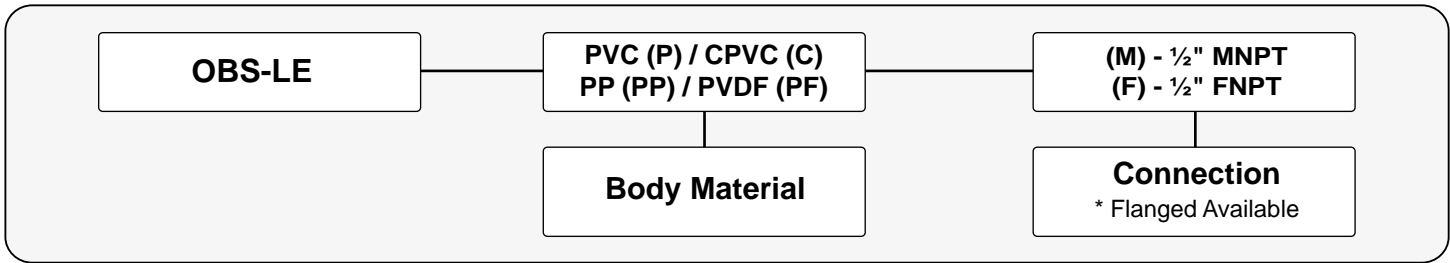 OBS-LE
PVC (P) / CPVC (C)
PP (PP) / PVDF (PF)
(M) - ½" MNPT
(F) - ½" FNPT
Body Material
Connection
* Flanged Available